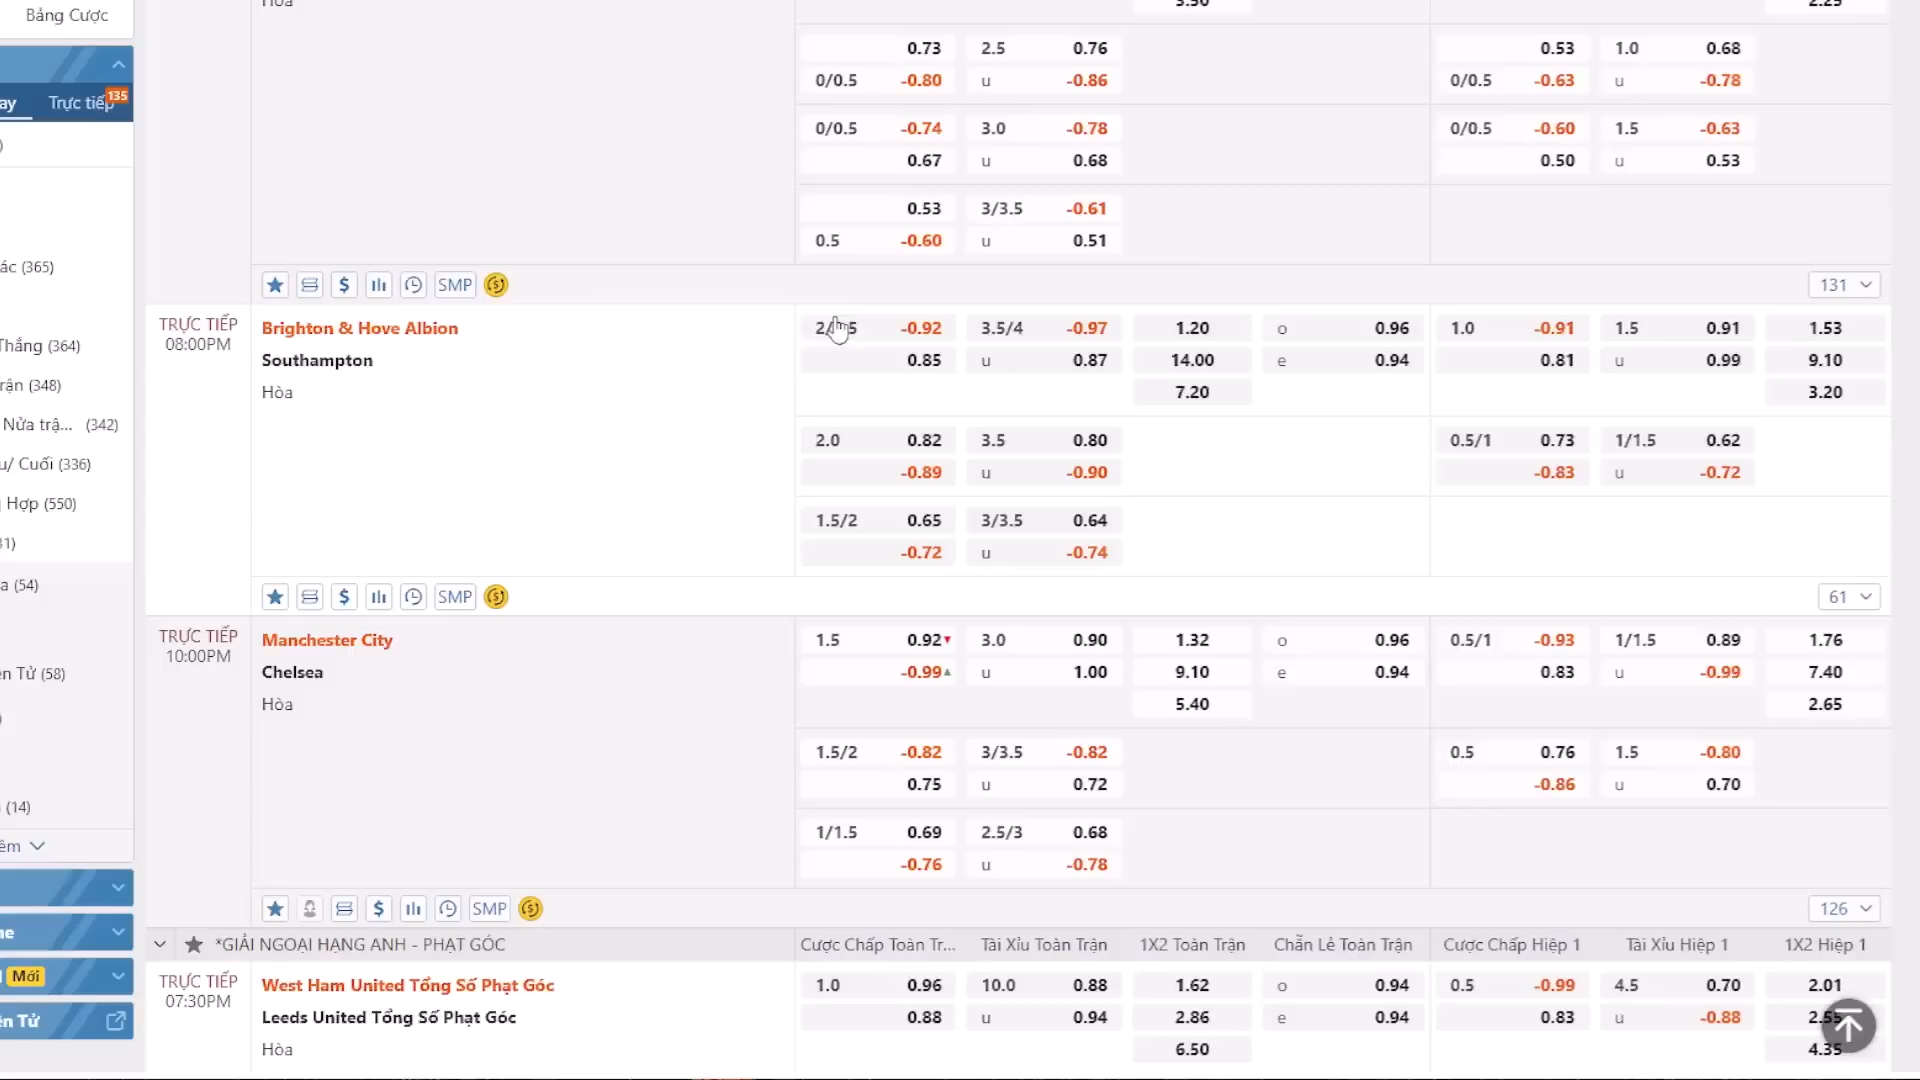 Bảng Cược
ay Trực tiếp 135
ác (365)
Thắng (364)
rận (348)
Nửa trậ... (342)
u/ Cuối (336)
Hợp (550)
31)
a (54)
ện Tử (58)
(14)
êm
me
Mới
ện Tử
0.73 2.5 0.76 0.53 1.0 0.68
0/0.5 -0.80 u -0.86 0/0.5 -0.63 u -0.78
0/0.5 -0.74 3.0 -0.78 0/0.5 -0.60 1.5 -0.63
0.67 u 0.68 0.50 u 0.53
0.53 3/3.5 -0.61
0.5 -0.60 u 0.51
SMP 131
TRỰC TIẾP
08:00PM
Brighton & Hove Albion -0.92 3.5/4 -0.97 1.20 o 0.96 1.0 -0.91 1.5 0.91 1.53
Southampton 0.85 u 0.87 14.00 e 0.94 0.81 u 0.99 9.10
Hòa 7.20 3.20
2.0 0.82 3.5 0.80 0.5/1 0.73 1/1.5 0.62
-0.89 u -0.90 -0.83 u -0.72
1.5/2 0.65 3/3.5 0.64
-0.72 u -0.74
SMP 61
TRỰC TIẾP
10:00PM
Manchester City 1.5 0.92 3.0 0.90 1.32 o 0.96 0.5/1 -0.93 1/1.5 0.89 1.76
Chelsea -0.99 u 1.00 9.10 e 0.94 0.83 u -0.99 7.40
Hòa 5.40 2.65
1.5/2 -0.82 3/3.5 -0.82 0.5 0.76 1.5 -0.80
0.75 u 0.72 -0.86 u 0.70
1/1.5 0.69 2.5/3 0.68
-0.76 u -0.78
SMP 126
*GIẢI NGOẠI HẠNG ANH - PHẠT GÓC Cược Chấp Toàn Tr... Tài Xỉu Toàn Trận 1X2 Toàn Trận Chẵn Lẻ Toàn Trận Cược Chấp Hiệp 1 Tài Xỉu Hiệp 1 1X2 Hiệp 1
TRỰC TIẾP
07:30PM
West Ham United Tổng Số Phạt Góc 1.0 0.96 10.0 0.88 1.62 o 0.94 0.5 -0.99 4.5 0.70 2.01
Leeds United Tổng Số Phạt Góc 0.88 u 0.94 2.86 e 0.94 0.83 u -0.88
Hòa 6.50 4.35